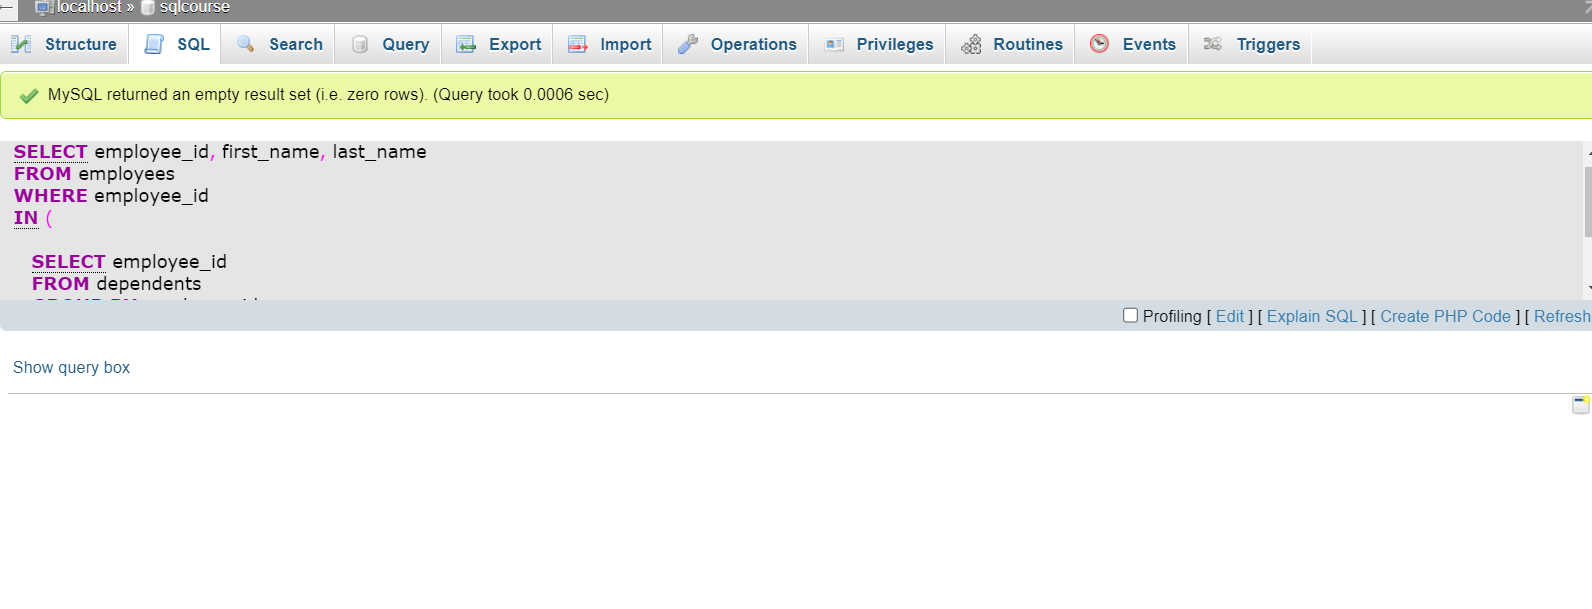 localhost » sqlcourse
Structure SQL Search Query Export Import Operations Privileges Routines Events Triggers
MySQL returned an empty result set (i.e. zero rows). (Query took 0.0006 sec)
SELECT employee_id, first_name, last_name
FROM employees
WHERE employee_id
IN (
SELECT employee_id
FROM dependents
Profiling [ Edit ] [ Explain SQL ] [ Create PHP Code ] [ Refresh
Show query box